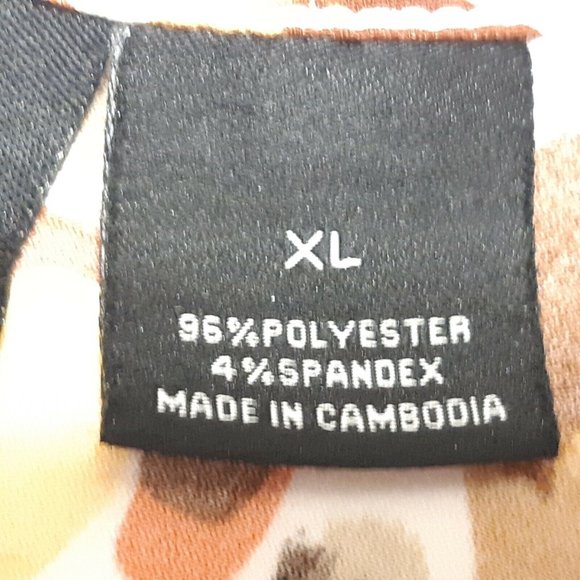 XL
96%POLYESTER
4%SPANDEX
MADE IN CAMBODIA